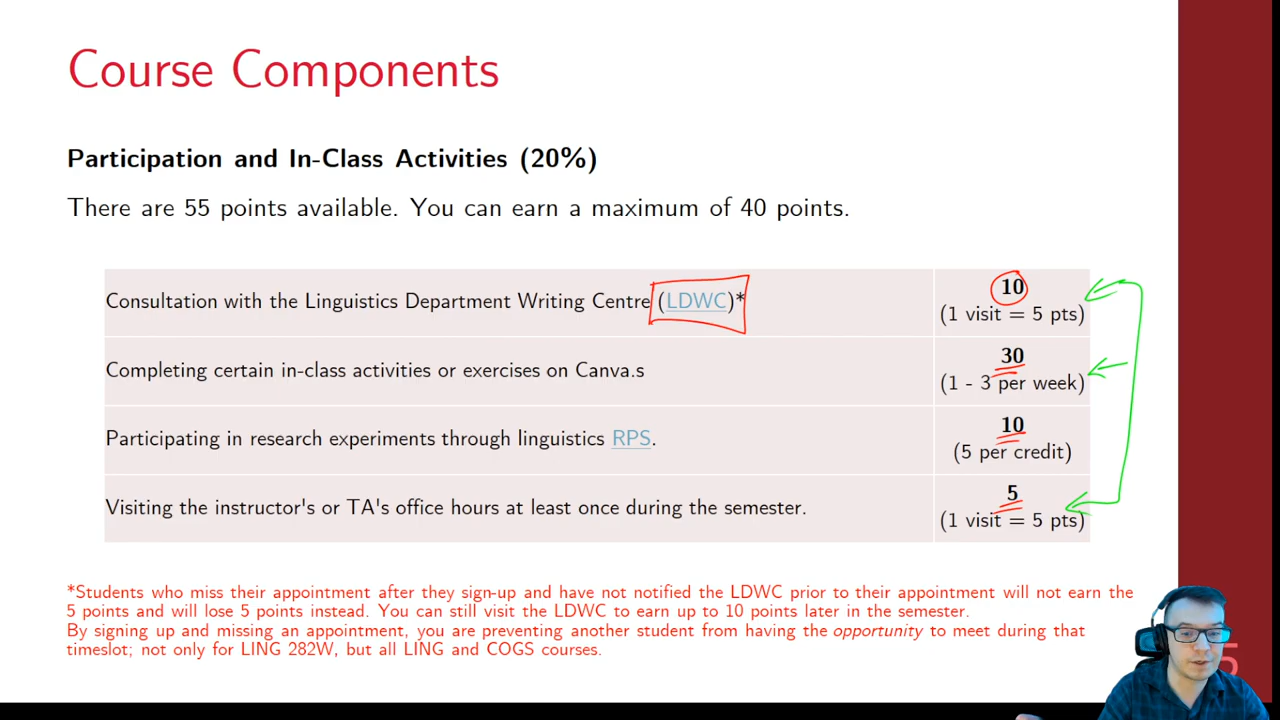 Course Components
Participation and In-Class Activities (20%)
There are 55 points available. You can earn a maximum of 40 points.
Consultation with the Linguistics Department Writing Centre (LDWC)*
10
(1 visit = 5 pts)
Completing certain in-class activities or exercises on Canva.s
30
(1 - 3 per week)
Participating in research experiments through linguistics RPS.
10
(5 per credit)
Visiting the instructor's or TA's office hours at least once during the semester.
5
(1 visit = 5 pts)
*Students who miss their appointment after they sign-up and have not notified the LDWC prior to their appointment will not earn the
5 points and will lose 5 points instead. You can still visit the LDWC to earn up to 10 points later in the semester.
By signing up and missing an appointment, you are preventing another student from having the opportunity to meet during that
timeslot; not only for LING 282W, but all LING and COGS courses.